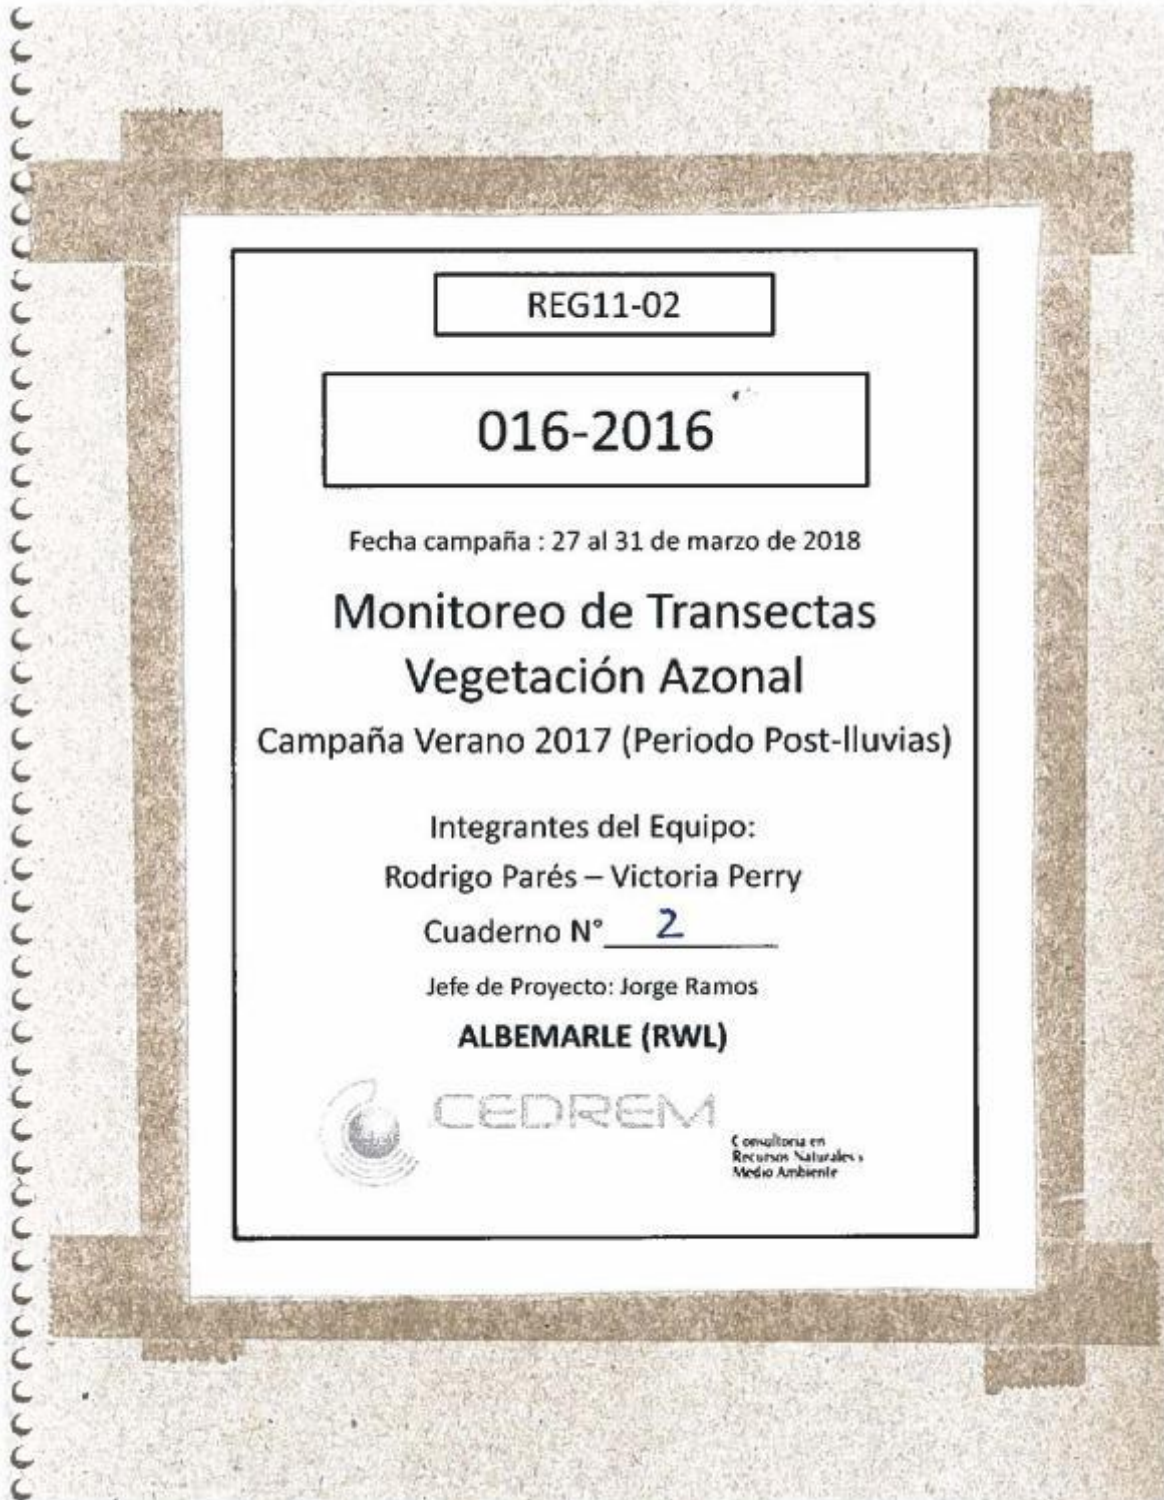 REG11-02
016-2016
Fecha campaña : 27 al 31 de marzo de 2018
Monitoreo de Transectas
Vegetación Azonal
Campaña Verano 2017 (Periodo Post-lluvias)
Integrantes del Equipo:
Rodrigo Parés – Victoria Perry
Cuaderno N° 2
Jefe de Proyecto: Jorge Ramos
ALBEMARLE (RWL)
CEDREM
Consultoria en
Recursos Naturales y
Medio Ambiente